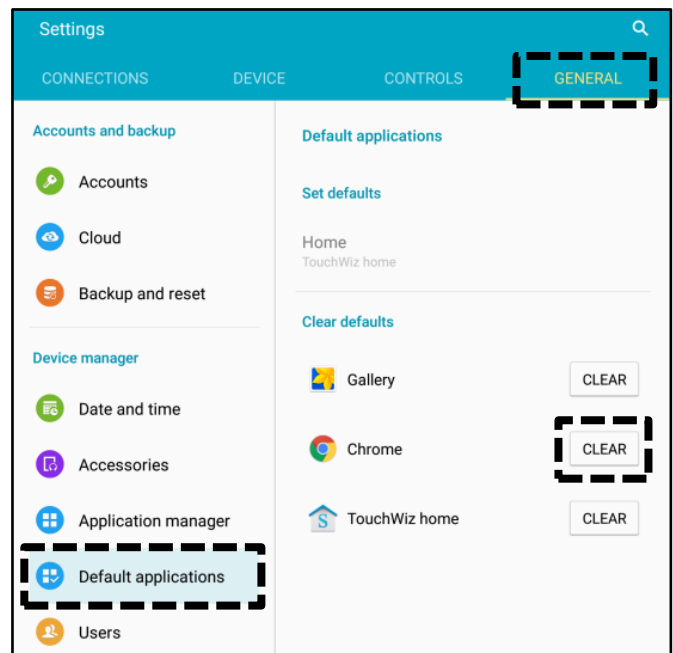 Settings
CONNECTIONS DEVICE CONTROLS GENERAL
Accounts and backup
Accounts
Cloud
Backup and reset
Device manager
Date and time
Accessories
Application manager
Default applications
Users
Default applications
Set defaults
Home
TouchWiz home
Clear defaults
Gallery CLEAR
Chrome CLEAR
S TouchWiz home CLEAR